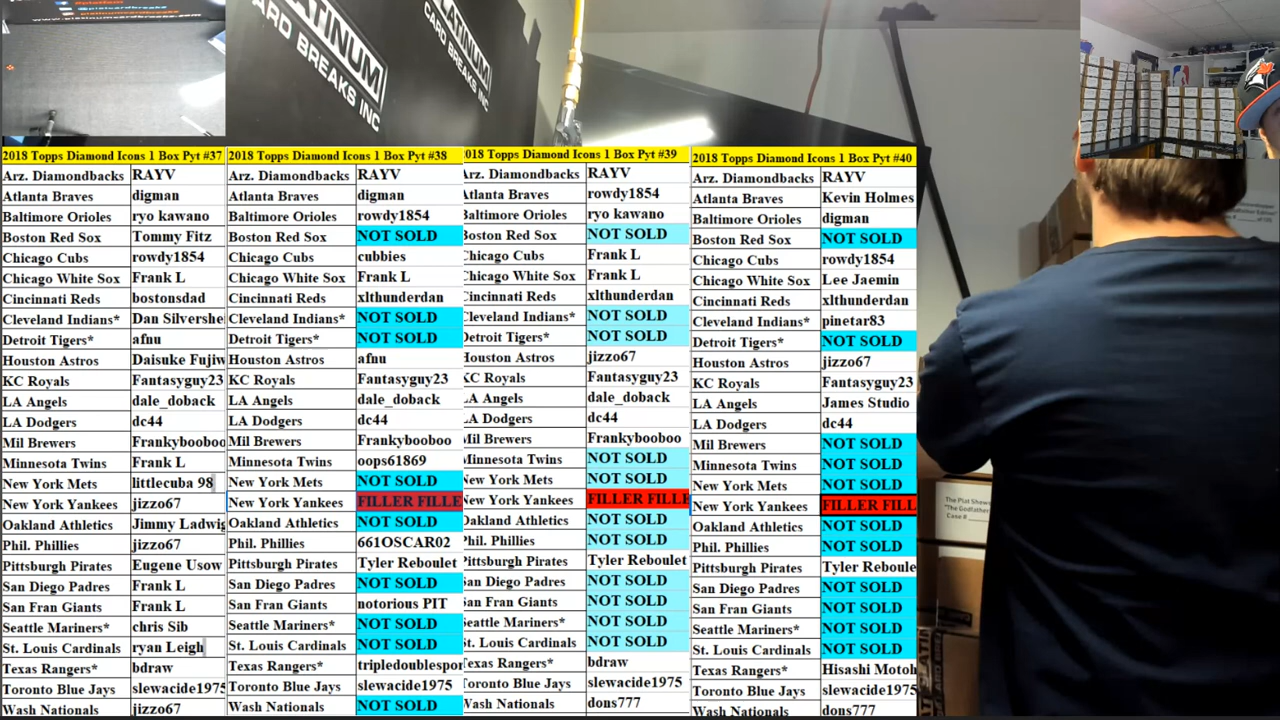 www.platinumcardbreaks.com
PLATINUM
CARD BREAKS INC
PLATINUM
CARD BREAKS INC
2018 Topps Diamond Icons 1 Box Pyt #37
Arz. Diamondbacks RAYV
Atlanta Braves digman
Baltimore Orioles ryo kawano
Boston Red Sox Tommy Fitz
Chicago Cubs rowdy1854
Chicago White Sox Frank L
Cincinnati Reds bostonsdad
Cleveland Indians* Dan Silvershe
Detroit Tigers* afnu
Houston Astros Daisuke Fujiw
KC Royals Fantasyguy23
LA Angels dale_doback
LA Dodgers dc44
Mil Brewers Frankybooboo
Minnesota Twins Frank L
New York Mets littlecuba 98
New York Yankees jizzo67
Oakland Athletics Jimmy Ladwig
Phil. Phillies jizzo67
Pittsburgh Pirates Eugene Usow
San Diego Padres Frank L
San Fran Giants Frank L
Seattle Mariners* chris Sib
St. Louis Cardinals ryan Leigh
Texas Rangers* bdraw
Toronto Blue Jays slewacide1975
Wash Nationals jizzo67
2018 Topps Diamond Icons 1 Box Pyt #38
Arz. Diamondbacks RAYV
Atlanta Braves digman
Baltimore Orioles rowdy1854
Boston Red Sox NOT SOLD
Chicago Cubs cubbies
Chicago White Sox Frank L
Cincinnati Reds xlthunderdan
Cleveland Indians* NOT SOLD
Detroit Tigers* NOT SOLD
Houston Astros afnu
KC Royals Fantasyguy23
LA Angels dale_doback
LA Dodgers dc44
Mil Brewers Frankybooboo
Minnesota Twins oops61869
New York Mets NOT SOLD
New York Yankees FILLER FILLE
Oakland Athletics NOT SOLD
Phil. Phillies 661OSCAR02
Pittsburgh Pirates Tyler Reboulet
San Diego Padres NOT SOLD
San Fran Giants notorious PIT
Seattle Mariners* NOT SOLD
St. Louis Cardinals NOT SOLD
Texas Rangers* tripledoublespor
Toronto Blue Jays slewacide1975
Wash Nationals NOT SOLD
2018 Topps Diamond Icons 1 Box Pyt #39
Arz. Diamondbacks RAYV
Atlanta Braves rowdy1854
Baltimore Orioles ryo kawano
Boston Red Sox NOT SOLD
Chicago Cubs Frank L
Chicago White Sox Frank L
Cincinnati Reds xlthunderdan
Cleveland Indians* NOT SOLD
Detroit Tigers* NOT SOLD
Houston Astros jizzo67
KC Royals Fantasyguy23
LA Angels dale_doback
LA Dodgers dc44
Mil Brewers Frankybooboo
Minnesota Twins NOT SOLD
New York Mets NOT SOLD
New York Yankees FILLER FILLE
Oakland Athletics NOT SOLD
Phil. Phillies NOT SOLD
Pittsburgh Pirates Tyler Reboulet
San Diego Padres NOT SOLD
San Fran Giants NOT SOLD
Seattle Mariners* NOT SOLD
St. Louis Cardinals NOT SOLD
Texas Rangers* bdraw
Toronto Blue Jays slewacide1975
Wash Nationals dons777
2018 Topps Diamond Icons 1 Box Pyt #40
Arz. Diamondbacks RAYV
Atlanta Braves Kevin Holmes
Baltimore Orioles digman
Boston Red Sox NOT SOLD
Chicago Cubs rowdy1854
Chicago White Sox Lee Jaemin
Cincinnati Reds xlthunderdan
Cleveland Indians* pinetar83
Detroit Tigers* NOT SOLD
Houston Astros jizzo67
KC Royals Fantasyguy23
LA Angels James Studio
LA Dodgers dc44
Mil Brewers NOT SOLD
Minnesota Twins NOT SOLD
New York Mets NOT SOLD
New York Yankees FILLER FILL
Oakland Athletics NOT SOLD
Phil. Phillies NOT SOLD
Pittsburgh Pirates Tyler Reboule
San Diego Padres NOT SOLD
San Fran Giants NOT SOLD
Seattle Mariners* NOT SOLD
St. Louis Cardinals NOT SOLD
Texas Rangers* Hisashi Motoh
Toronto Blue Jays slewacide1975
Wash Nationals dons777
The Plat Show
"The Godfather
Case #